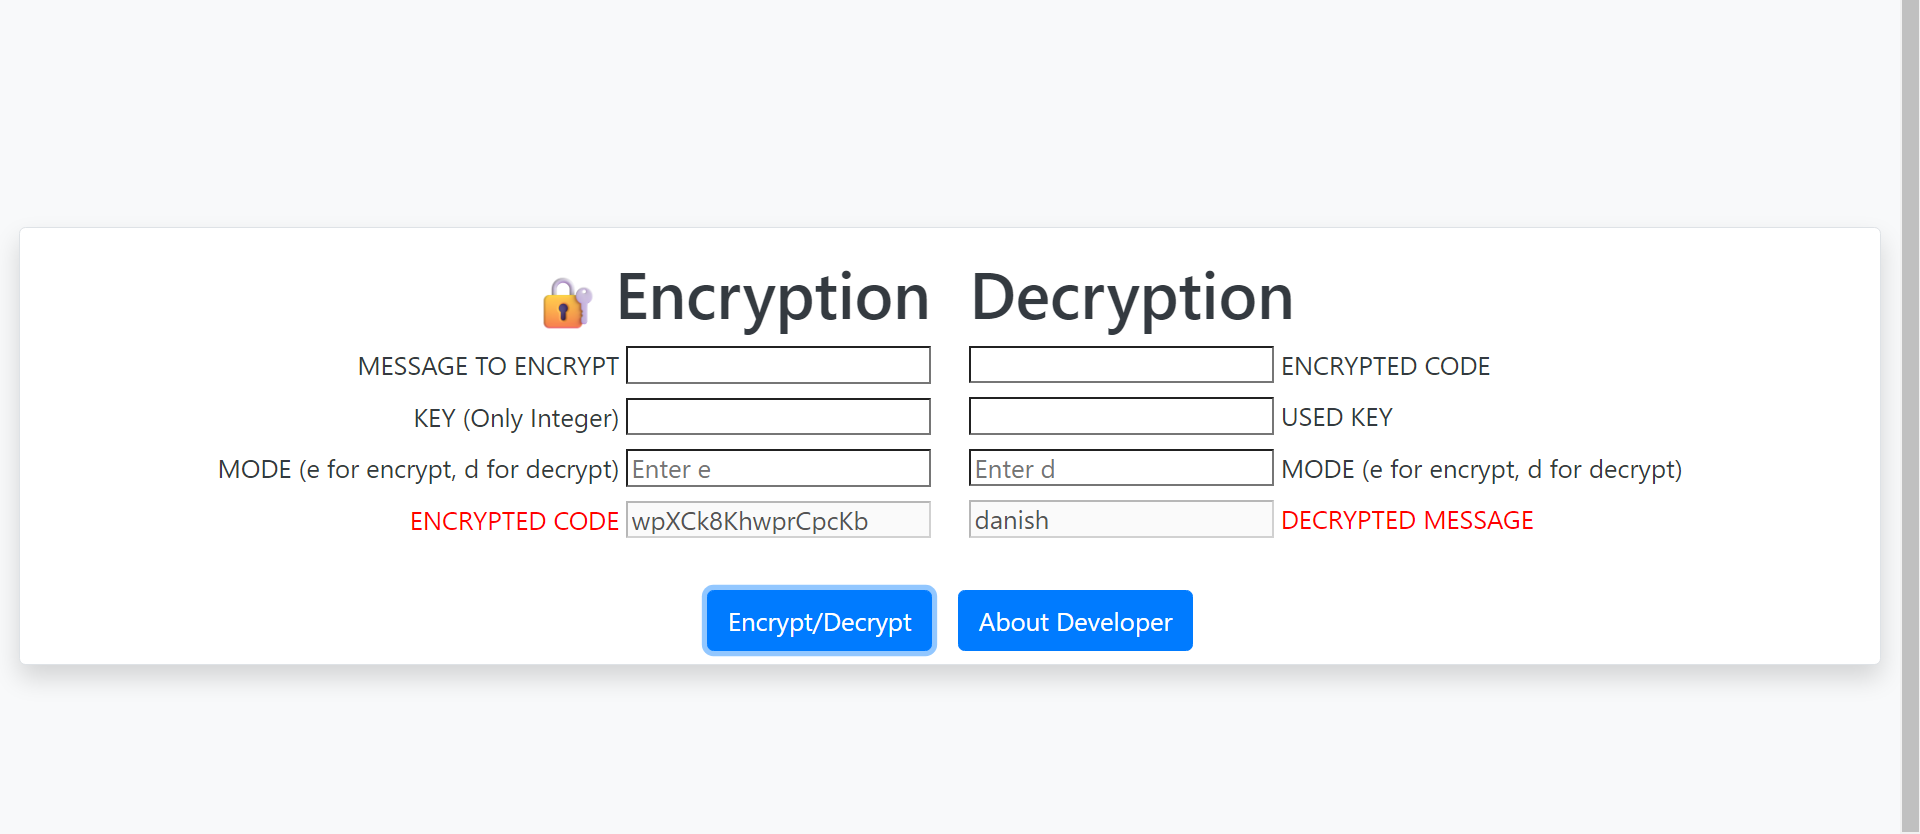 🔐 Encryption Decryption
MESSAGE TO ENCRYPT ENCRYPTED CODE
KEY (Only Integer) USED KEY
MODE (e for encrypt, d for decrypt) Enter e Enter d MODE (e for encrypt, d for decrypt)
ENCRYPTED CODE wpXCk8KhwprCpcKb danish DECRYPTED MESSAGE
Encrypt/Decrypt About Developer